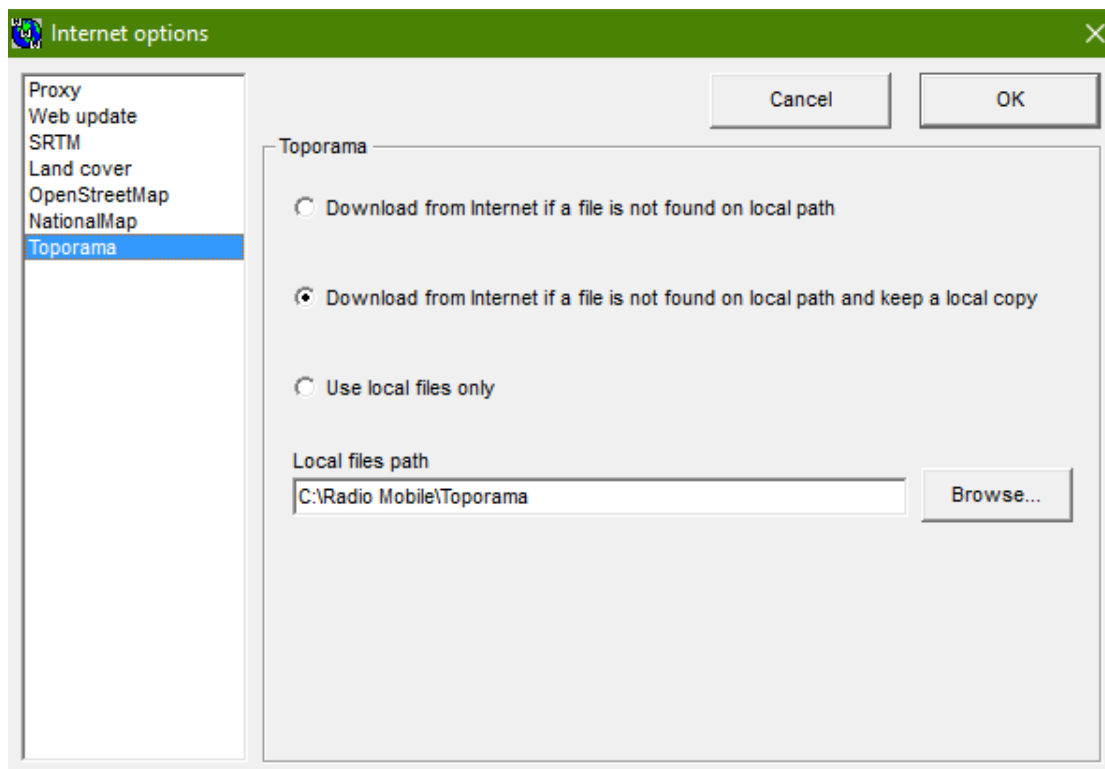 Internet options
Proxy
Web update
SRTM
Land cover
OpenStreetMap
NationalMap
Toporama
Cancel
OK
Toporama
Download from Internet if a file is not found on local path
Download from Internet if a file is not found on local path and keep a local copy
Use local files only
Local files path
C:\Radio Mobile\Toporama
Browse...